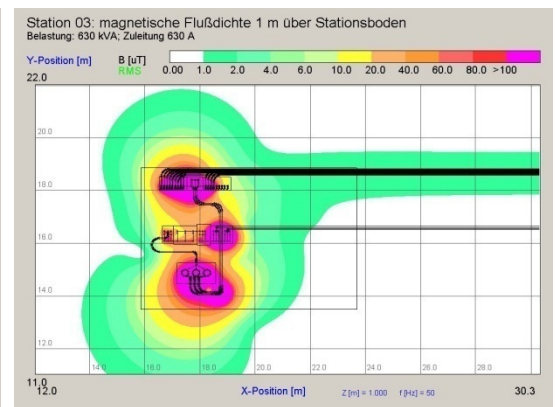 Station 03: magnetische Flußdichte 1 m über Stationsboden
Belastung: 630 kVA; Zuleitung 630 A
Y-Position [m] B [uT]
RMS
0.00 1.0 2.0 4.0 6.0 10.0 20.0 40.0 60.0 80.0 >100
22.0
20.0
18.0
16.0
14.0
12.0
14.0 16.0 18.0 20.0 22.0 24.0 26.0 28.0
11.0
12.0 X-Position [m] Z [m] = 1.000 f [Hz] = 50 30.3